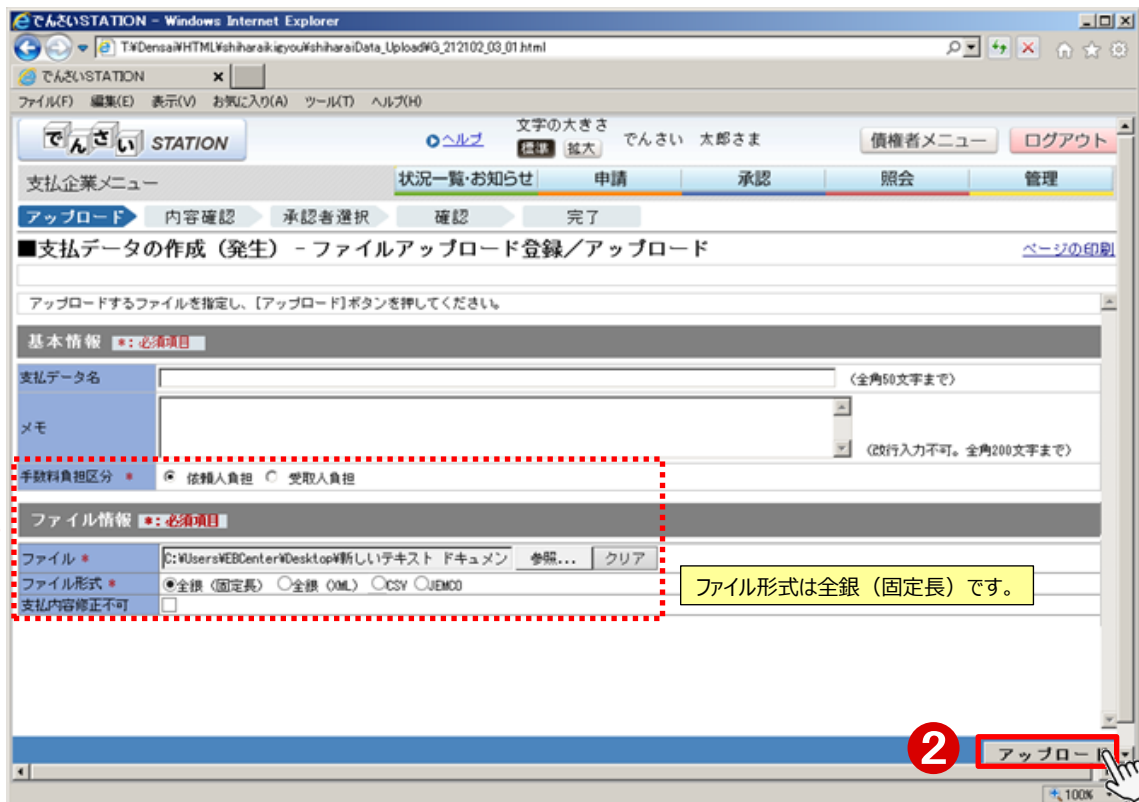 でんさいSTATION - Windows Internet Explorer
T:¥Densai¥HTML¥shiharaikigyou¥shiharaiData_Upload¥G_212102_03_01.html
でんさいSTATION
ファイル(F) 編集(E) 表示(V) お気に入り(A) ツール(T) ヘルプ(H)
でんさい STATION
ヘルプ
文字の大きさ
標準 拡大
でんさい 太郎さま
債権者メニュー
ログアウト
支払企業メニュー
状況一覧・お知らせ 申請 承認 照会 管理
アップロード 内容確認 承認者選択 確認 完了
■支払データの作成（発生）－ファイルアップロード登録／アップロード
ページの印刷
アップロードするファイルを指定し、[アップロード]ボタンを押してください。
基本情報 *：必須項目
支払データ名
（全角50文字まで）
メモ
（改行入力不可。全角200文字まで）
手数料負担区分 * 依頼人負担 受取人負担
ファイル情報 *：必須項目
ファイル * C:¥Users¥EBCenter¥Desktop¥新しいテキスト ドキュメン 参照... クリア
ファイル形式 * 全銀（固定長） 全銀（XML） CSV JEMCO
ファイル形式は全銀（固定長）です。
支払内容修正不可
2
アップロード
100%